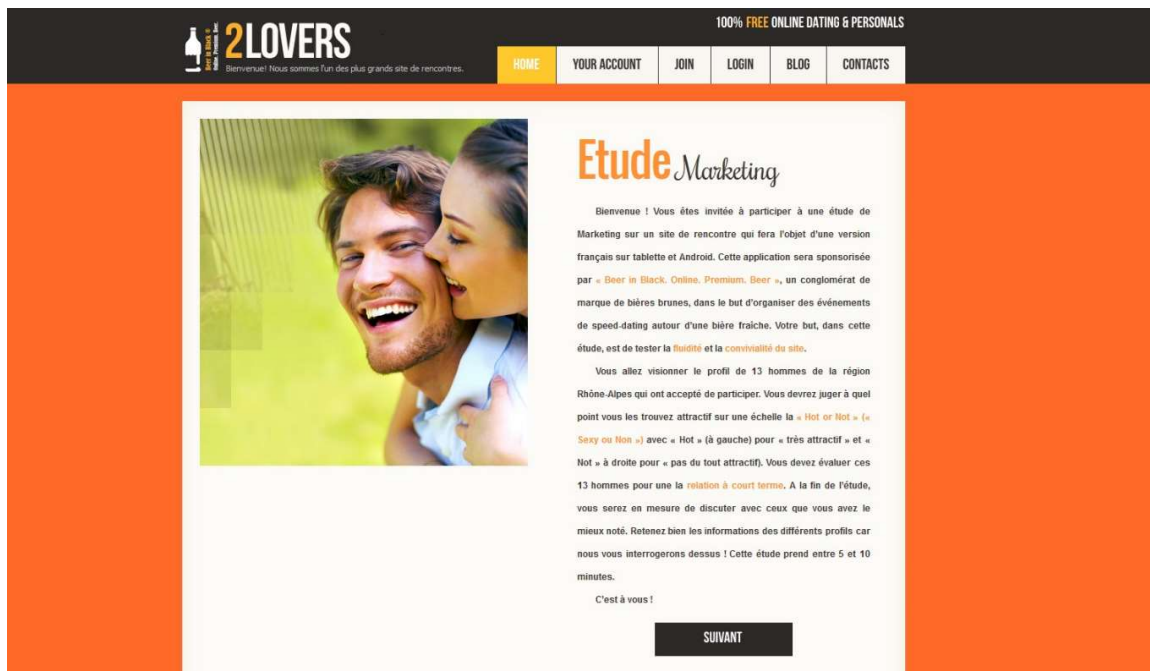 100% FREE ONLINE DATING & PERSONALS
Beer in Black ®
Online Premium Beer.
2LOVERS
Bienvenue! Nous sommes l'un des plus grands site de rencontres.
HOME YOUR ACCOUNT JOIN LOGIN BLOG CONTACTS
Etude Marketing
Bienvenue ! Vous êtes invitée à participer à une étude de
Marketing sur un site de rencontre qui fera l'objet d'une version
français sur tablette et Android. Cette application sera sponsorisée
par « Beer in Black. Online. Premium. Beer », un conglomérat de
marque de bières brunes, dans le but d'organiser des événements
de speed-dating autour d'une bière fraîche. Votre but, dans cette
étude, est de tester la fluidité et la convivialité du site.
Vous allez visionner le profil de 13 hommes de la région
Rhône-Alpes qui ont accepté de participer. Vous devrez juger à quel
point vous les trouvez attractif sur une échelle la « Hot or Not » («
Sexy ou Non ») avec « Hot » (à gauche) pour « très attractif » et «
Not » à droite pour « pas du tout attractif). Vous devez évaluer ces
13 hommes pour une la relation à court terme. A la fin de l'étude,
vous serez en mesure de discuter avec ceux que vous avez le
mieux noté. Retenez bien les informations des différents profils car
nous vous interrogerons dessus ! Cette étude prend entre 5 et 10
minutes.
C'est à vous !
SUIVANT